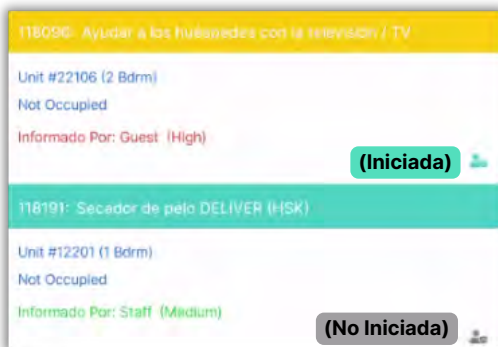 118096: Ayudar a los huéspedes con la televisión / TV
Unit #22106 (2 Bdrm)
Not Occupied
Informado Por: Guest (High)
(Iniciada)
118191: Secador de pelo DELIVER (HSK)
Unit #12201 (1 Bdrm)
Not Occupied
Informado Por: Staff (Medium)
(No Iniciada)